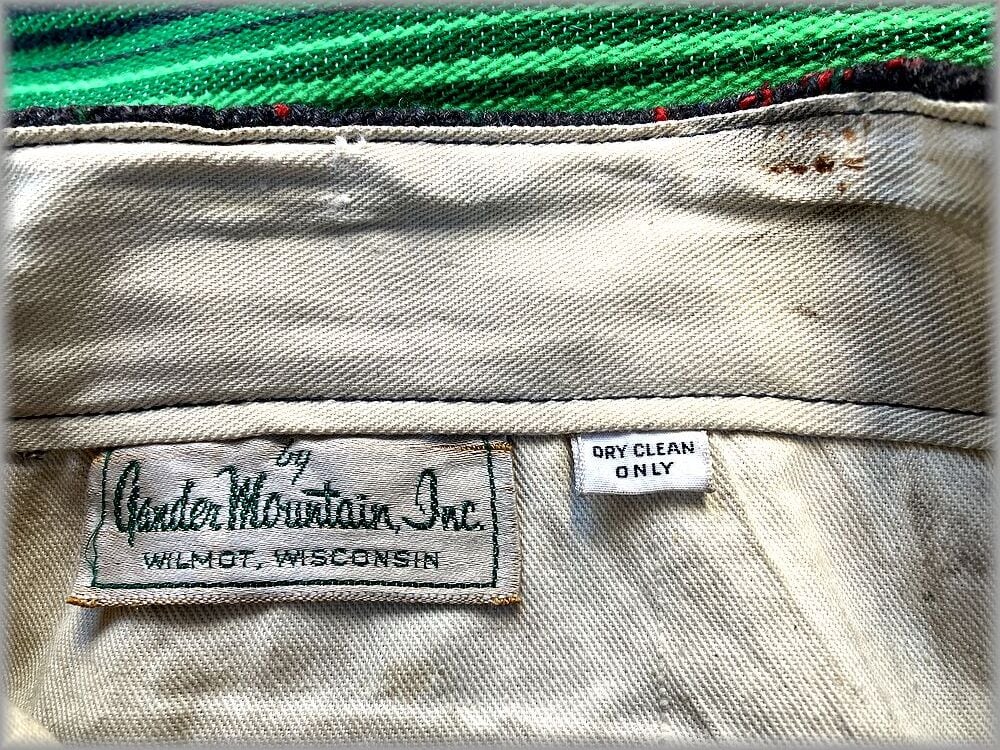 by
Gander Mountain, Inc.
WILMOT, WISCONSIN
DRY CLEAN
ONLY